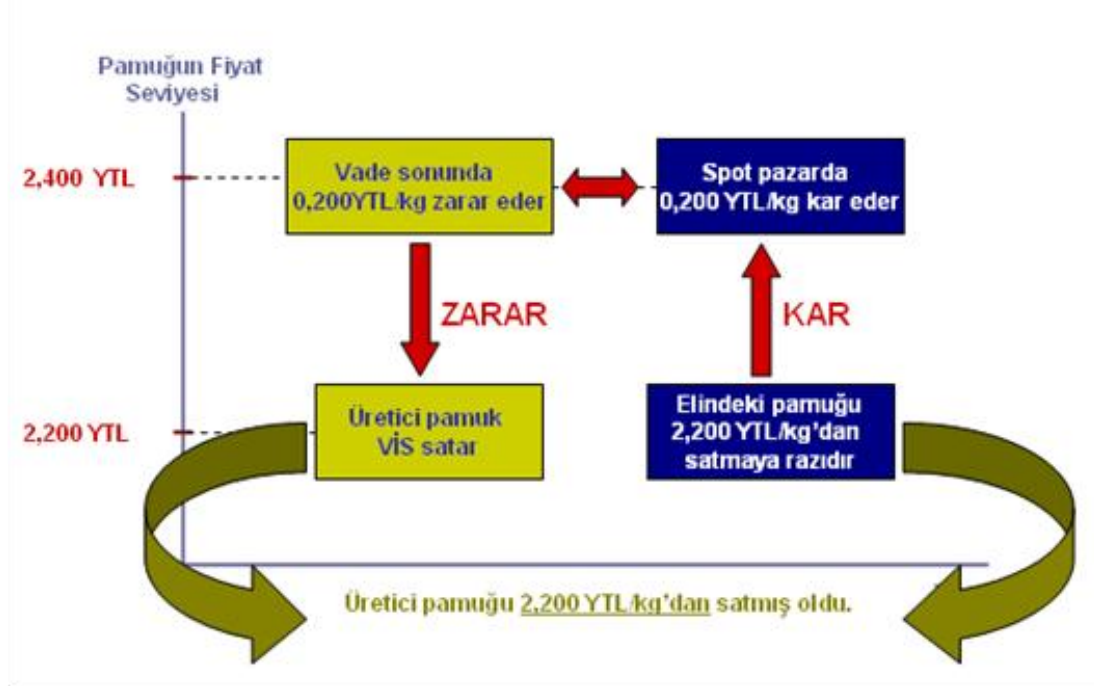 Pamuğun Fiyat
Seviyesi
2,400 YTL
Vade sonunda
0,200YTL/kg zarar eder
Spot pazarda
0,200 YTL/kg kar eder
ZARAR
KAR
2,200 YTL
Üretici pamuk
VİS satar
Elindeki pamuğu
2,200 YTL/kg'dan
satmaya razıdır
Üretici pamuğu 2,200 YTL/kg'dan satmış oldu.